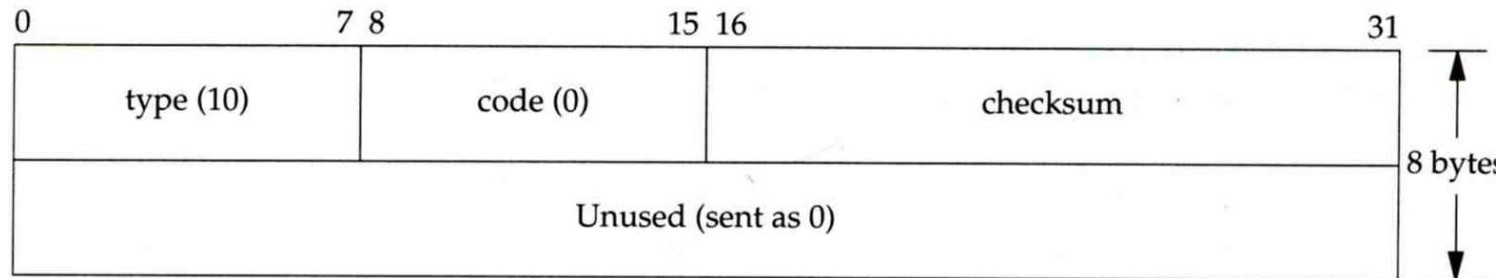 0 7 8 15 16 31
type (10) code (0) checksum
8 bytes
Unused (sent as 0)